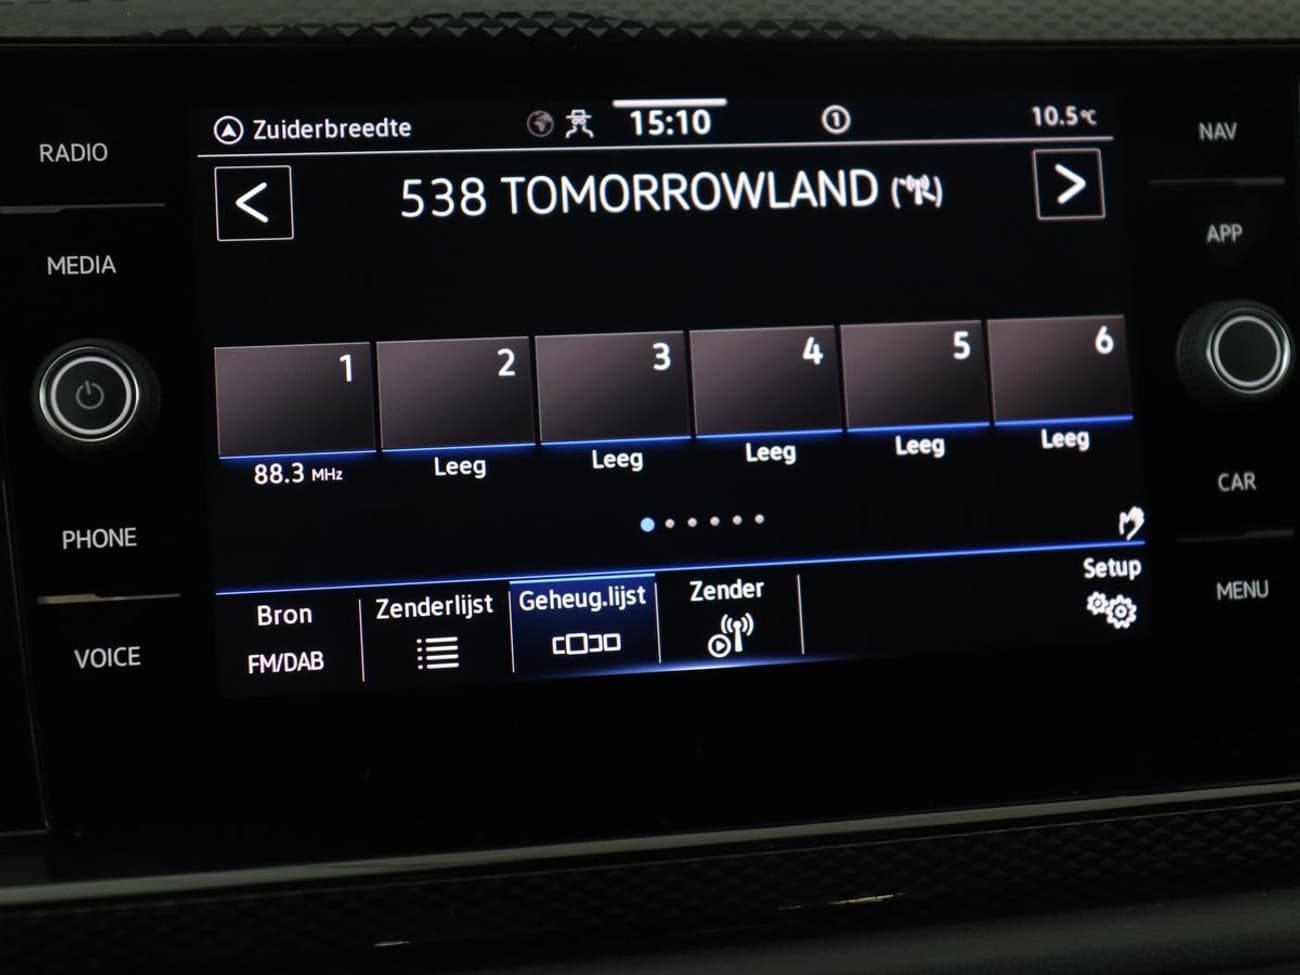 RADIO
MEDIA
PHONE
VOICE
Zuiderbreedte
15:10
1
10.5°C
<
538 TOMORROWLAND
>
1
2
3
4
5
6
88.3 MHz
Leeg
Leeg
Leeg
Leeg
Leeg
Bron
FM/DAB
Zenderlijst
Geheug.lijst
Zender
Setup
NAV
APP
CAR
MENU